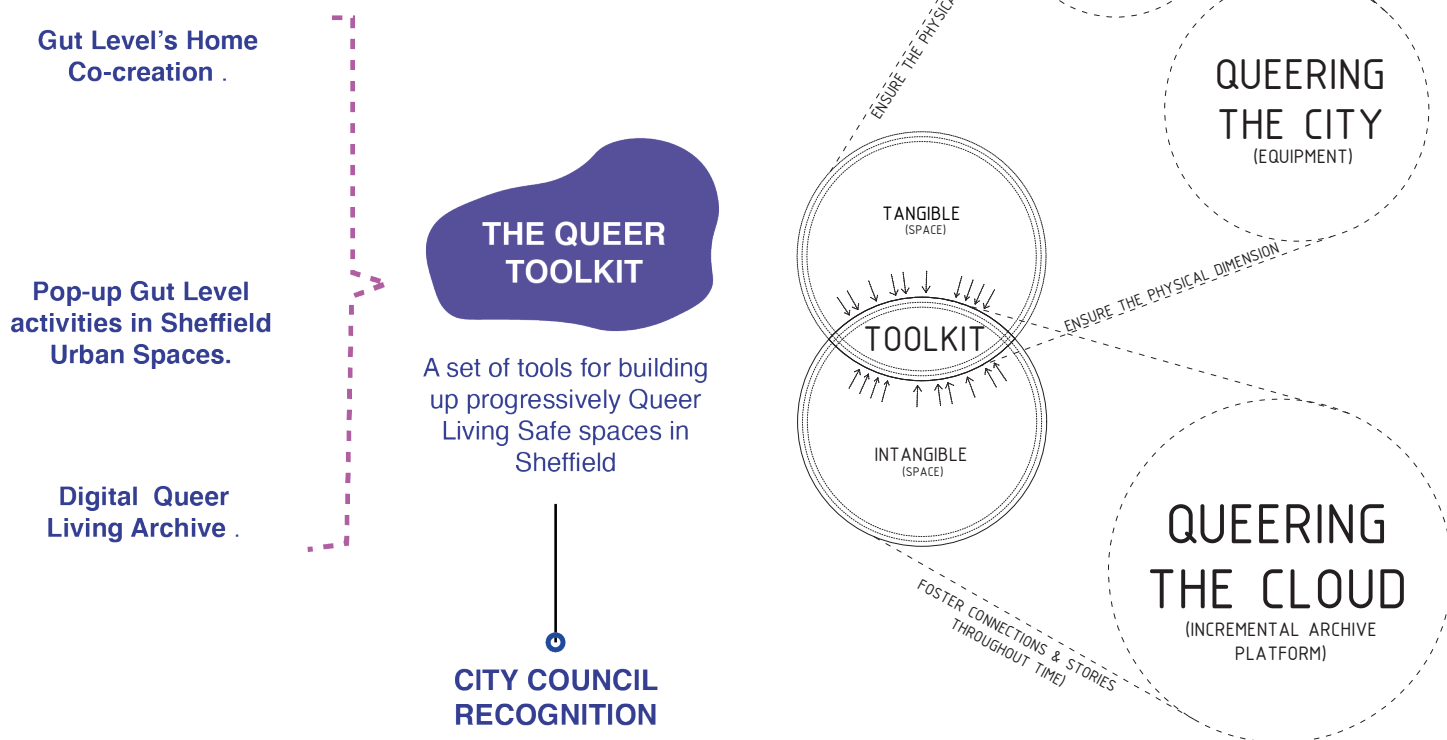 Gut Level’s Home
Co-creation .
Pop-up Gut Level
activities in Sheffield
Urban Spaces.
Digital Queer
Living Archive .
THE QUEER
TOOLKIT
A set of tools for building
up progressively Queer
Living Safe spaces in
Sheffield
CITY COUNCIL
RECOGNITION
ENSURE THE
TANGIBLE
(SPACE)
TOOLKIT
INTANGIBLE
(SPACE)
QUEERING
THE CITY
(EQUIPMENT)
ENSURE THE PHYSICAL DIMENSION
QUEERING
THE CLOUD
(INCREMENTAL ARCHIVE
PLATFORM)
FOSTER CONNECTIONS & STORIES
THROUGHOUT TIME)